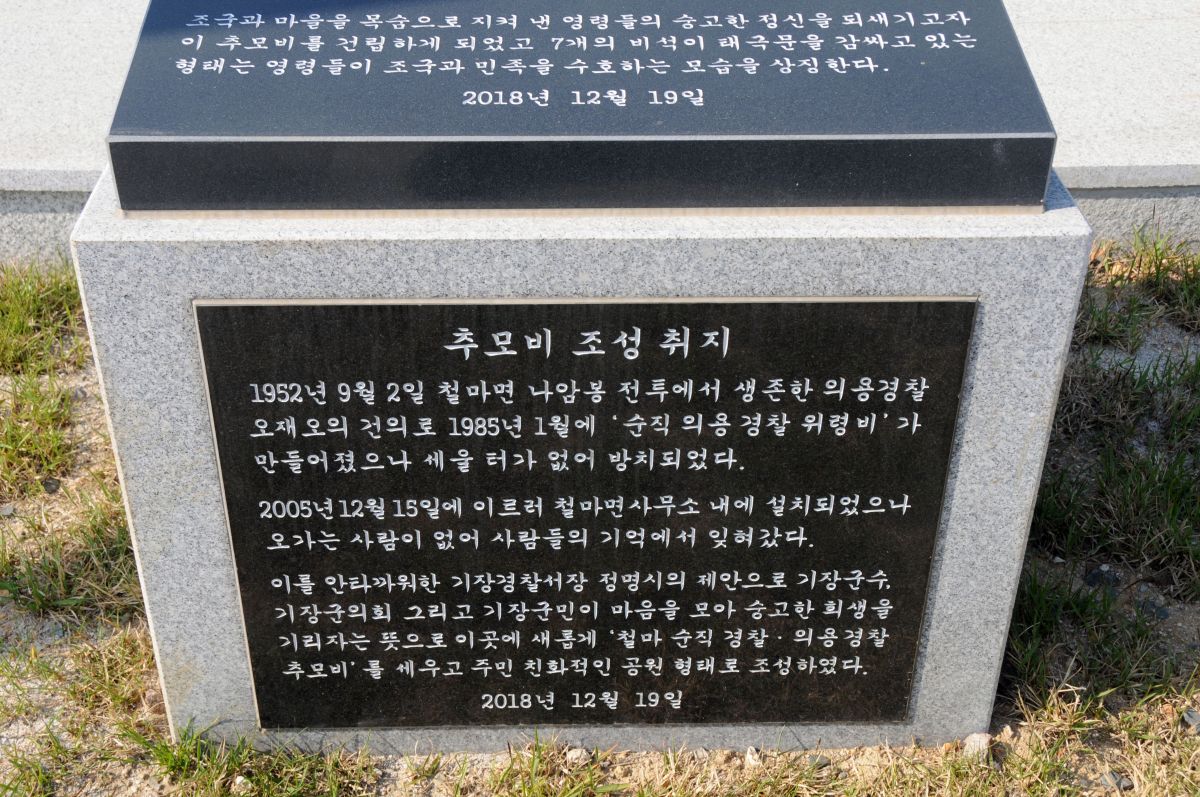 조국과 마을을 목숨으로 지켜 낸 영령들의 숭고한 정신을 되새기고자
이 추모비를 건립하게 되었고 7개의 비석이 태극문을 감싸고 있는
형태는 영령들이 조국과 민족을 수호하는 모습을 상징한다.
2018년 12월 19일
추모비 조성 취지
1952년 9월 2일 철마면 나암봉 전투에서 생존한 의용경찰
오재오의 건의로 1985년 1월에 '순직 의용 경찰 위령비'가
만들어졌으나 세울 터가 없어 방치되었다.
2005년 12월 15일에 이르러 철마면사무소 내에 설치되었으나
오가는 사람이 없어 사람들의 기억에서 잊혀갔다.
이를 안타까워한 기장경찰서장 정명시의 제안으로 기장군수,
기장군의회 그리고 기장군민이 마음을 모아 숭고한 희생을
기리자는 뜻으로 이곳에 새롭게 '철마 순직 경찰·의용경찰
추모비'를 세우고 주민 친화적인 공원 형태로 조성하였다.
2018년 12월 19일